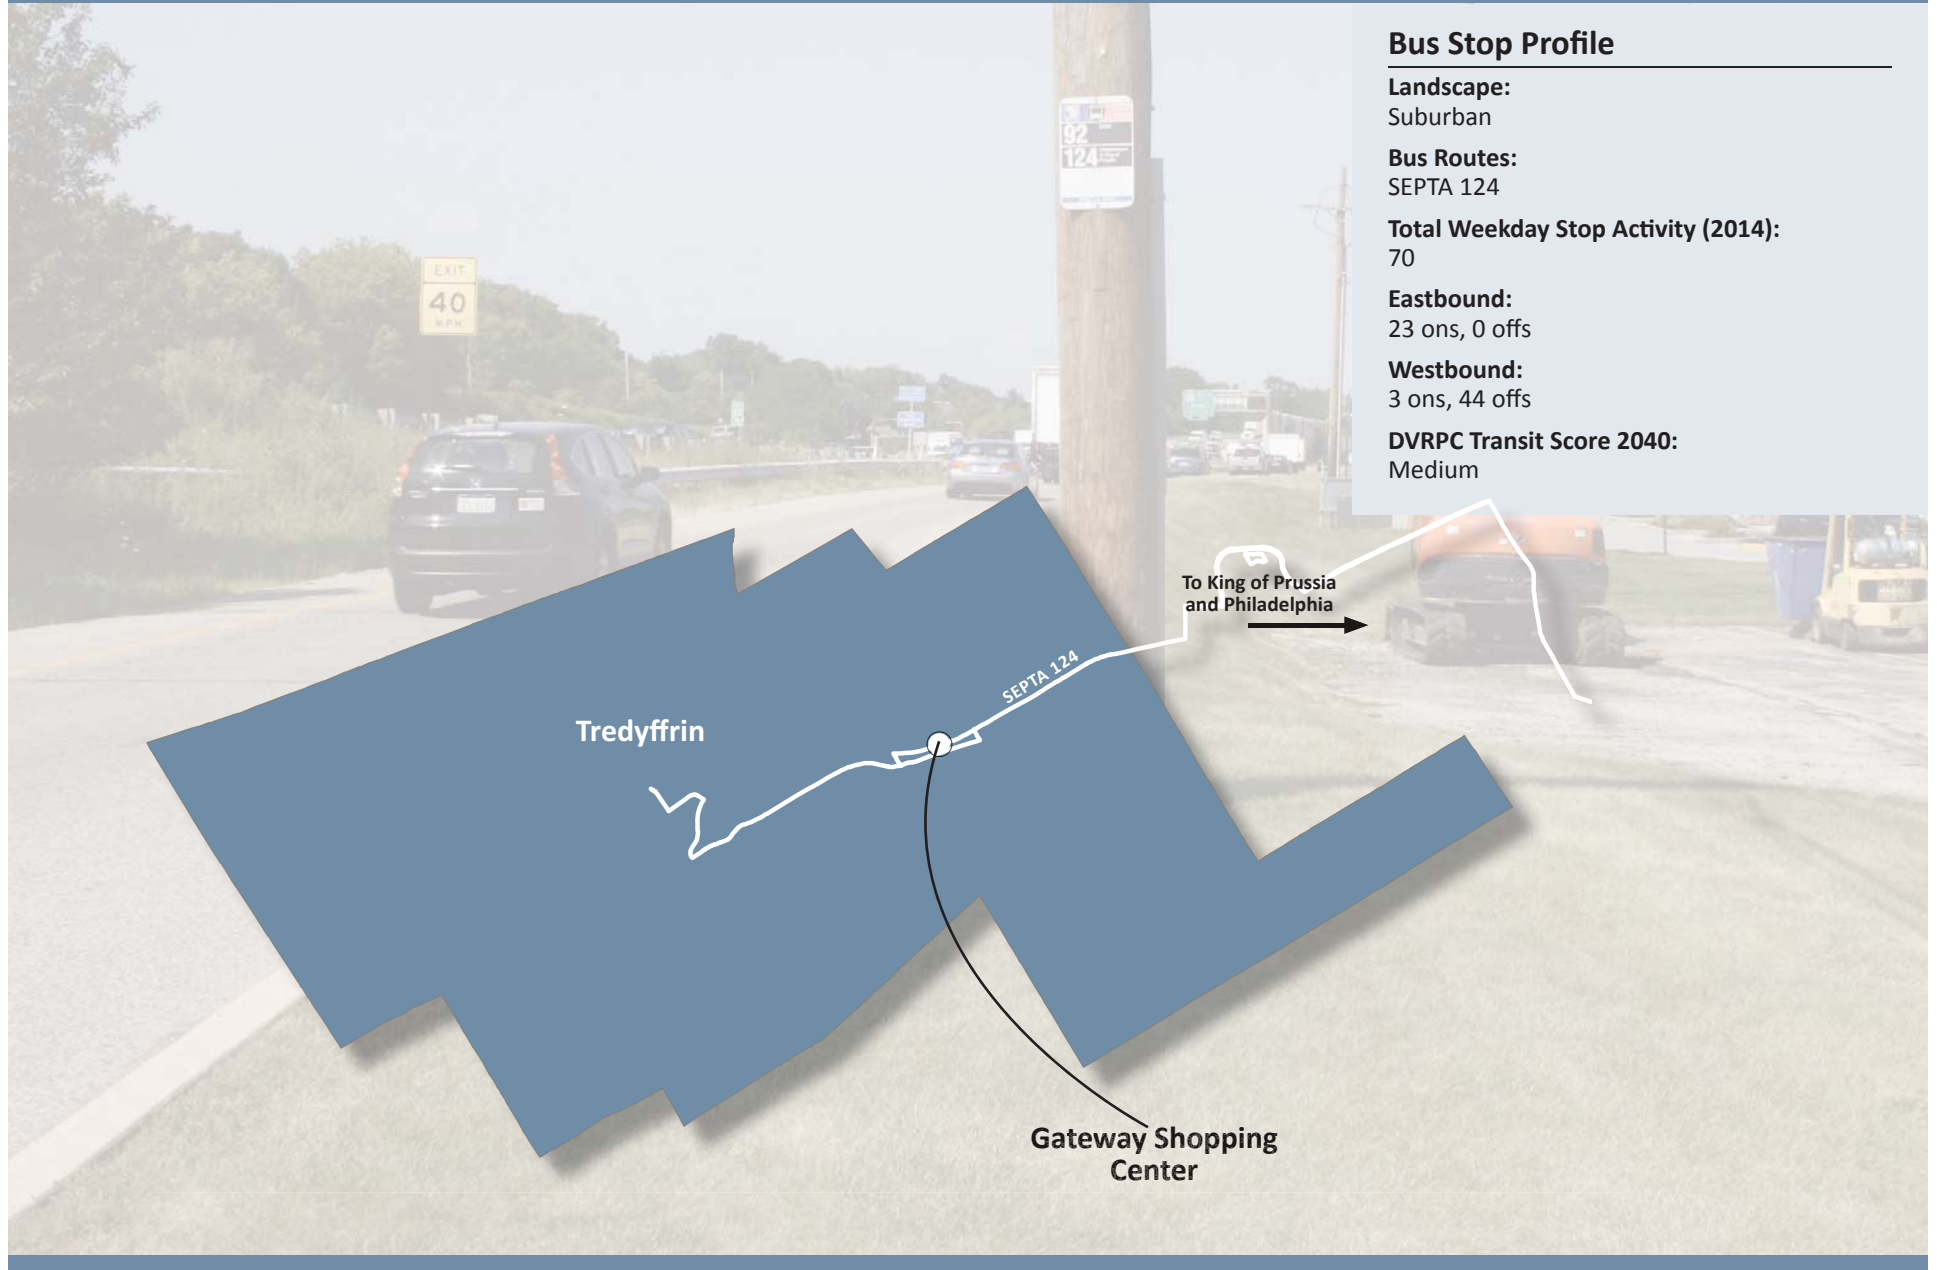 Bus Stop Profile
Landscape:
Suburban
Bus Routes:
SEPTA 124
Total Weekday Stop Activity (2014):
70
Eastbound:
23 ons, 0 offs
Westbound:
3 ons, 44 offs
DVRPC Transit Score 2040:
Medium
92
124
EXIT
40
MPH
To King of Prussia
and Philadelphia
SEPTA 124
Tredyffrin
Gateway Shopping
Center